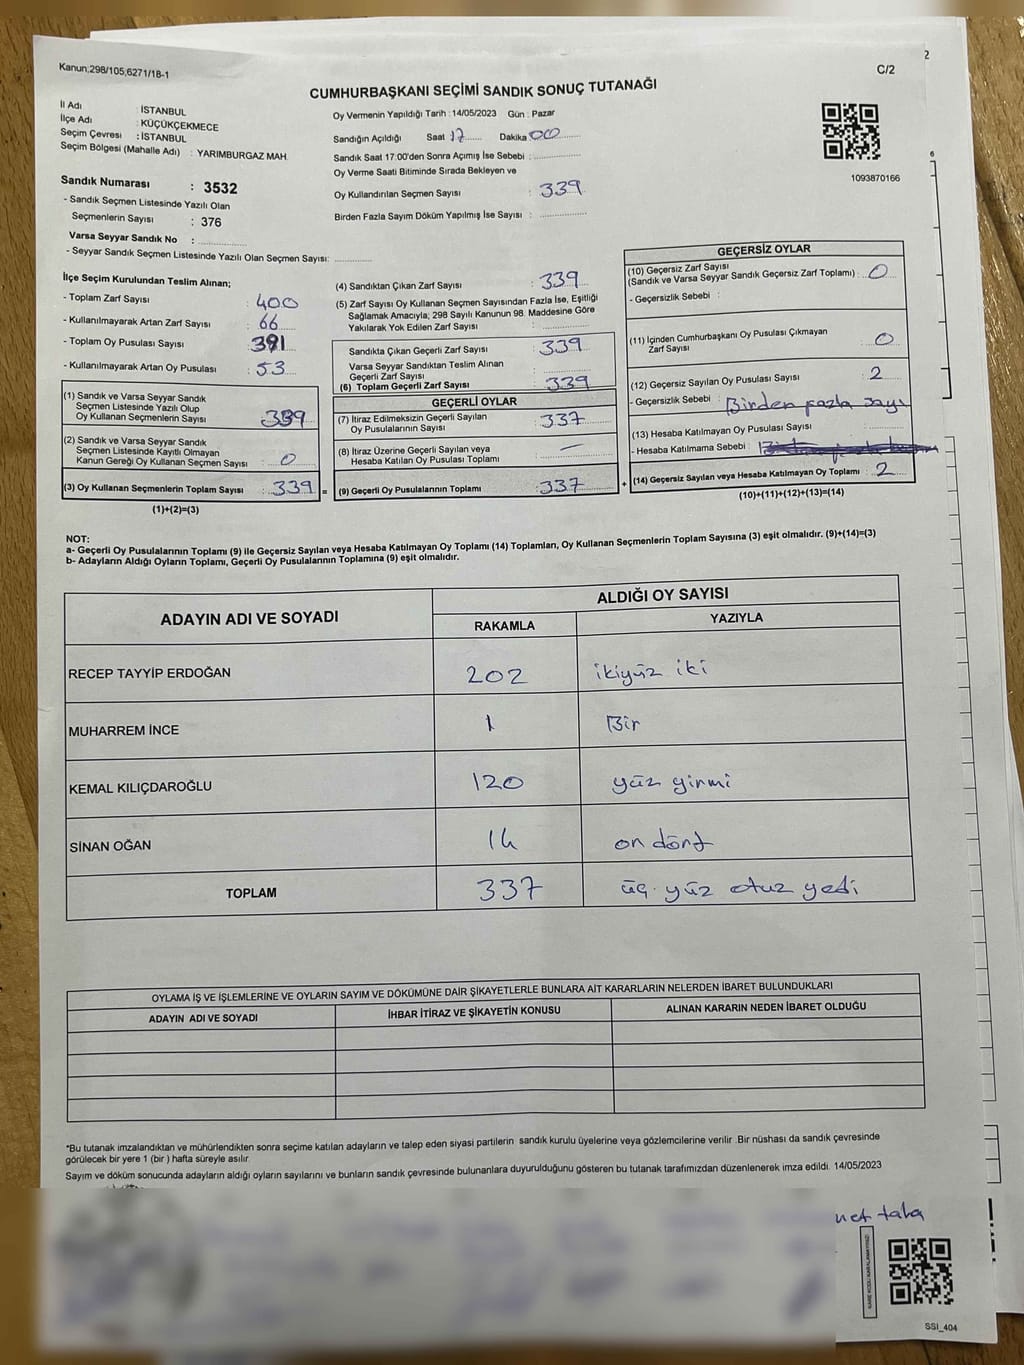 2
Kanun;298/105;6271/18-1
C/2
CUMHURBAŞKANI SEÇİMİ SANDIK SONUÇ TUTANAĞI
İl Adı : İSTANBUL
İlçe Adı : KÜÇÜKÇEKMECE
Seçim Çevresi : İSTANBUL
Seçim Bölgesi (Mahalle Adı) : YARIMBURGAZ MAH.
Sandık Numarası : 3532
- Sandık Seçmen Listesinde Yazılı Olan
Seçmenlerin Sayısı : 376
Varsa Seyyar Sandık No :
- Seyyar Sandık Seçmen Listesinde Yazılı Olan Seçmen Sayısı:
Oy Vermenin Yapıldığı Tarih : 14/05/2023 Gün : Pazar
Sandığın Açıldığı Saat 17 Dakika 00
Sandık Saat 17:00'den Sonra Açımış İse Sebebi :
Oy Verme Saati Bitiminde Sırada Bekleyen ve
Oy Kullandırılan Seçmen Sayısı : 339
Birden Fazla Sayım Döküm Yapılmış İse Sayısı :
1093870166
6
İlçe Seçim Kurulundan Teslim Alınan;
- Toplam Zarf Sayısı : 400
- Kullanılmayarak Artan Zarf Sayısı : 66
- Toplam Oy Pusulası Sayısı : 391
- Kullanılmayarak Artan Oy Pusulası : 53
(1) Sandık ve Varsa Seyyar Sandık
Seçmen Listesinde Yazılı Olup
Oy Kullanan Seçmenlerin Sayısı : 339
(2) Sandık ve Varsa Seyyar Sandık
Seçmen Listesinde Kayıtlı Olmayan
Kanun Gereği Oy Kullanan Seçmen Sayısı : 0
(3) Oy Kullanan Seçmenlerin Toplam Sayısı : 339 =
(1)+(2)=(3)
(4) Sandıktan Çıkan Zarf Sayısı : 339
(5) Zarf Sayısı Oy Kullanan Seçmen Sayısından Fazla İse, Eşitliği
Sağlamak Amacıyla; 298 Sayılı Kanunun 98. Maddesine Göre
Yakılarak Yok Edilen Zarf Sayısı :
Sandıkta Çıkan Geçerli Zarf Sayısı : 339
Varsa Seyyar Sandıktan Teslim Alınan
Geçerli Zarf Sayısı :
(6) Toplam Geçerli Zarf Sayısı : 339
GEÇERLİ OYLAR
(7) İtiraz Edilmeksizin Geçerli Sayılan
Oy Pusulalarının Sayısı : 337
(8) İtiraz Üzerine Geçerli Sayılan veya
Hesaba Katılan Oy Pusulası Toplamı : —
(9) Geçerli Oy Pusulalarının Toplamı : 337 +
GEÇERSİZ OYLAR
(10) Geçersiz Zarf Sayısı
(Sandık ve Varsa Seyyar Sandık Geçersiz Zarf Toplamı) : 0
- Geçersizlik Sebebi :
(11) İçinden Cumhurbaşkanı Oy Pusulası Çıkmayan
Zarf Sayısı : 0
(12) Geçersiz Sayılan Oy Pusulası Sayısı : 2
- Geçersizlik Sebebi : Birden fazla sayı
(13) Hesaba Katılmayan Oy Pusulası Sayısı :
- Hesaba Katılmama Sebebi :
(14) Geçersiz Sayılan veya Hesaba Katılmayan Oy Toplamı : 2
(10)+(11)+(12)+(13)=(14)
NOT:
a- Geçerli Oy Pusulalarının Toplamı (9) ile Geçersiz Sayılan veya Hesaba Katılmayan Oy Toplamı (14) Toplamları, Oy Kullanan Seçmenlerin Toplam Sayısına (3) eşit olmalıdır. (9)+(14)=(3)
b- Adayların Aldığı Oyların Toplamı, Geçerli Oy Pusulalarının Toplamına (9) eşit olmalıdır.
ADAYIN ADI VE SOYADI
ALDIĞI OY SAYISI
RAKAMLA YAZIYLA
RECEP TAYYİP ERDOĞAN 202 ikiyüz iki
MUHARREM İNCE 1 Bir
KEMAL KILIÇDAROĞLU 120 yüz yirmi
SİNAN OĞAN 14 on dört
TOPLAM 337 üç yüz otuz yedi
OYLAMA İŞ VE İŞLEMLERİNE VE OYLARIN SAYIM VE DÖKÜMÜNE DAİR ŞİKAYETLERLE BUNLARA AİT KARARLARIN NELERDEN İBARET BULUNDUKLARI
ADAYIN ADI VE SOYADI İHBAR İTİRAZ VE ŞİKAYETİN KONUSU ALINAN KARARIN NEDEN İBARET OLDUĞU
*Bu tutanak imzalandıktan ve mühürlendikten sonra seçime katılan adayların ve talep eden siyasi partilerin sandık kurulu üyelerine veya gözlemcilerine verilir. Bir nüshası da sandık çevresinde
görülecek bir yere 1 (bir) hafta süreyle asılır.
Sayım ve döküm sonucunda adayların aldığı oyların sayılarını ve bunların sandık çevresinde bulunanlara duyurulduğunu gösteren bu tutanak tarafımızdan düzenlenerek imza edildi. 14/05/2023
net taba
KARE KODU KARALAMAYINIZ!
SSI_404